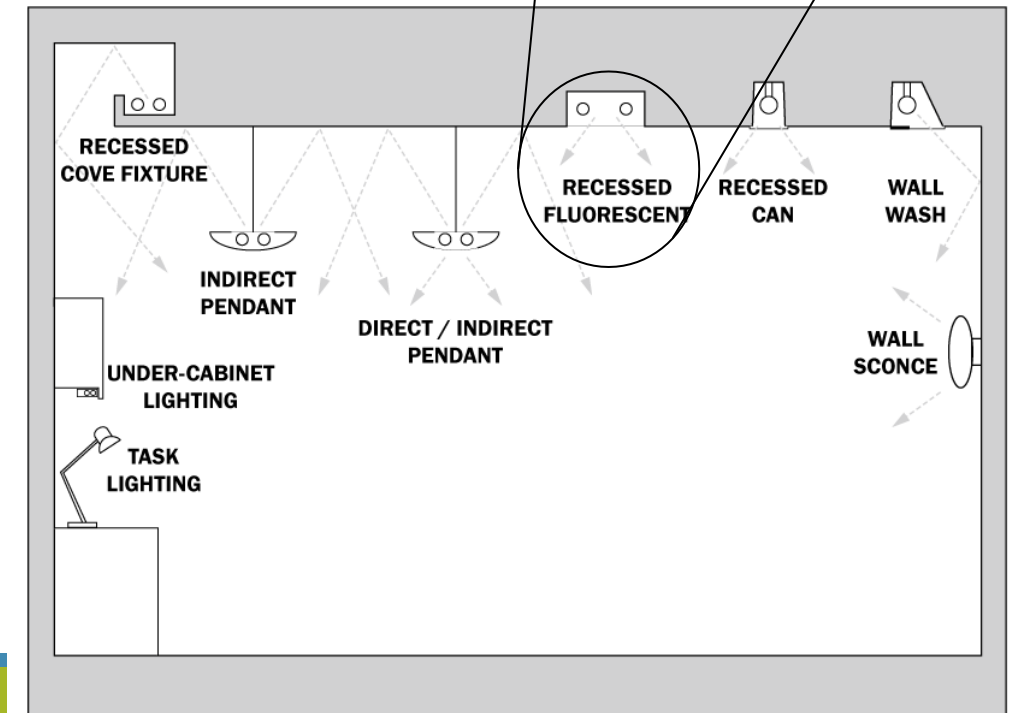 RECESSED
COVE FIXTURE
RECESSED
FLUORESCENT
RECESSED
CAN
WALL
WASH
INDIRECT
PENDANT
DIRECT / INDIRECT
PENDANT
WALL
SCONCE
UNDER-CABINET
LIGHTING
TASK
LIGHTING